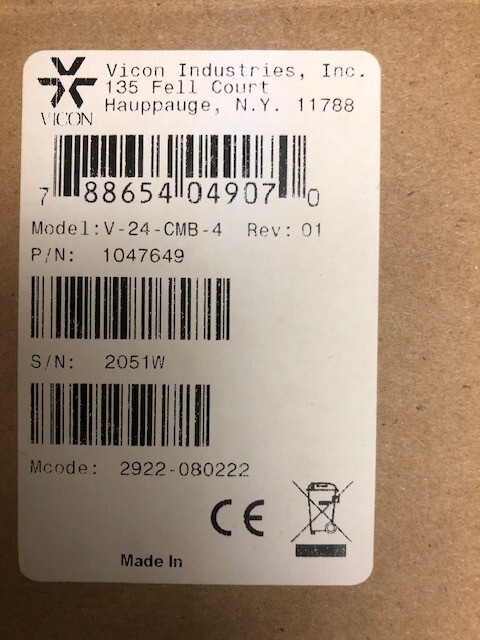 Vicon Industries, Inc.
135 Fell Court
Hauppauge, N.Y. 11788
VICON
7 88654 04907 0
Model:V-24-CMB-4 Rev: 01
P/N: 1047649
S/N: 2051W
Mcode: 2922-080222
CE
Made In